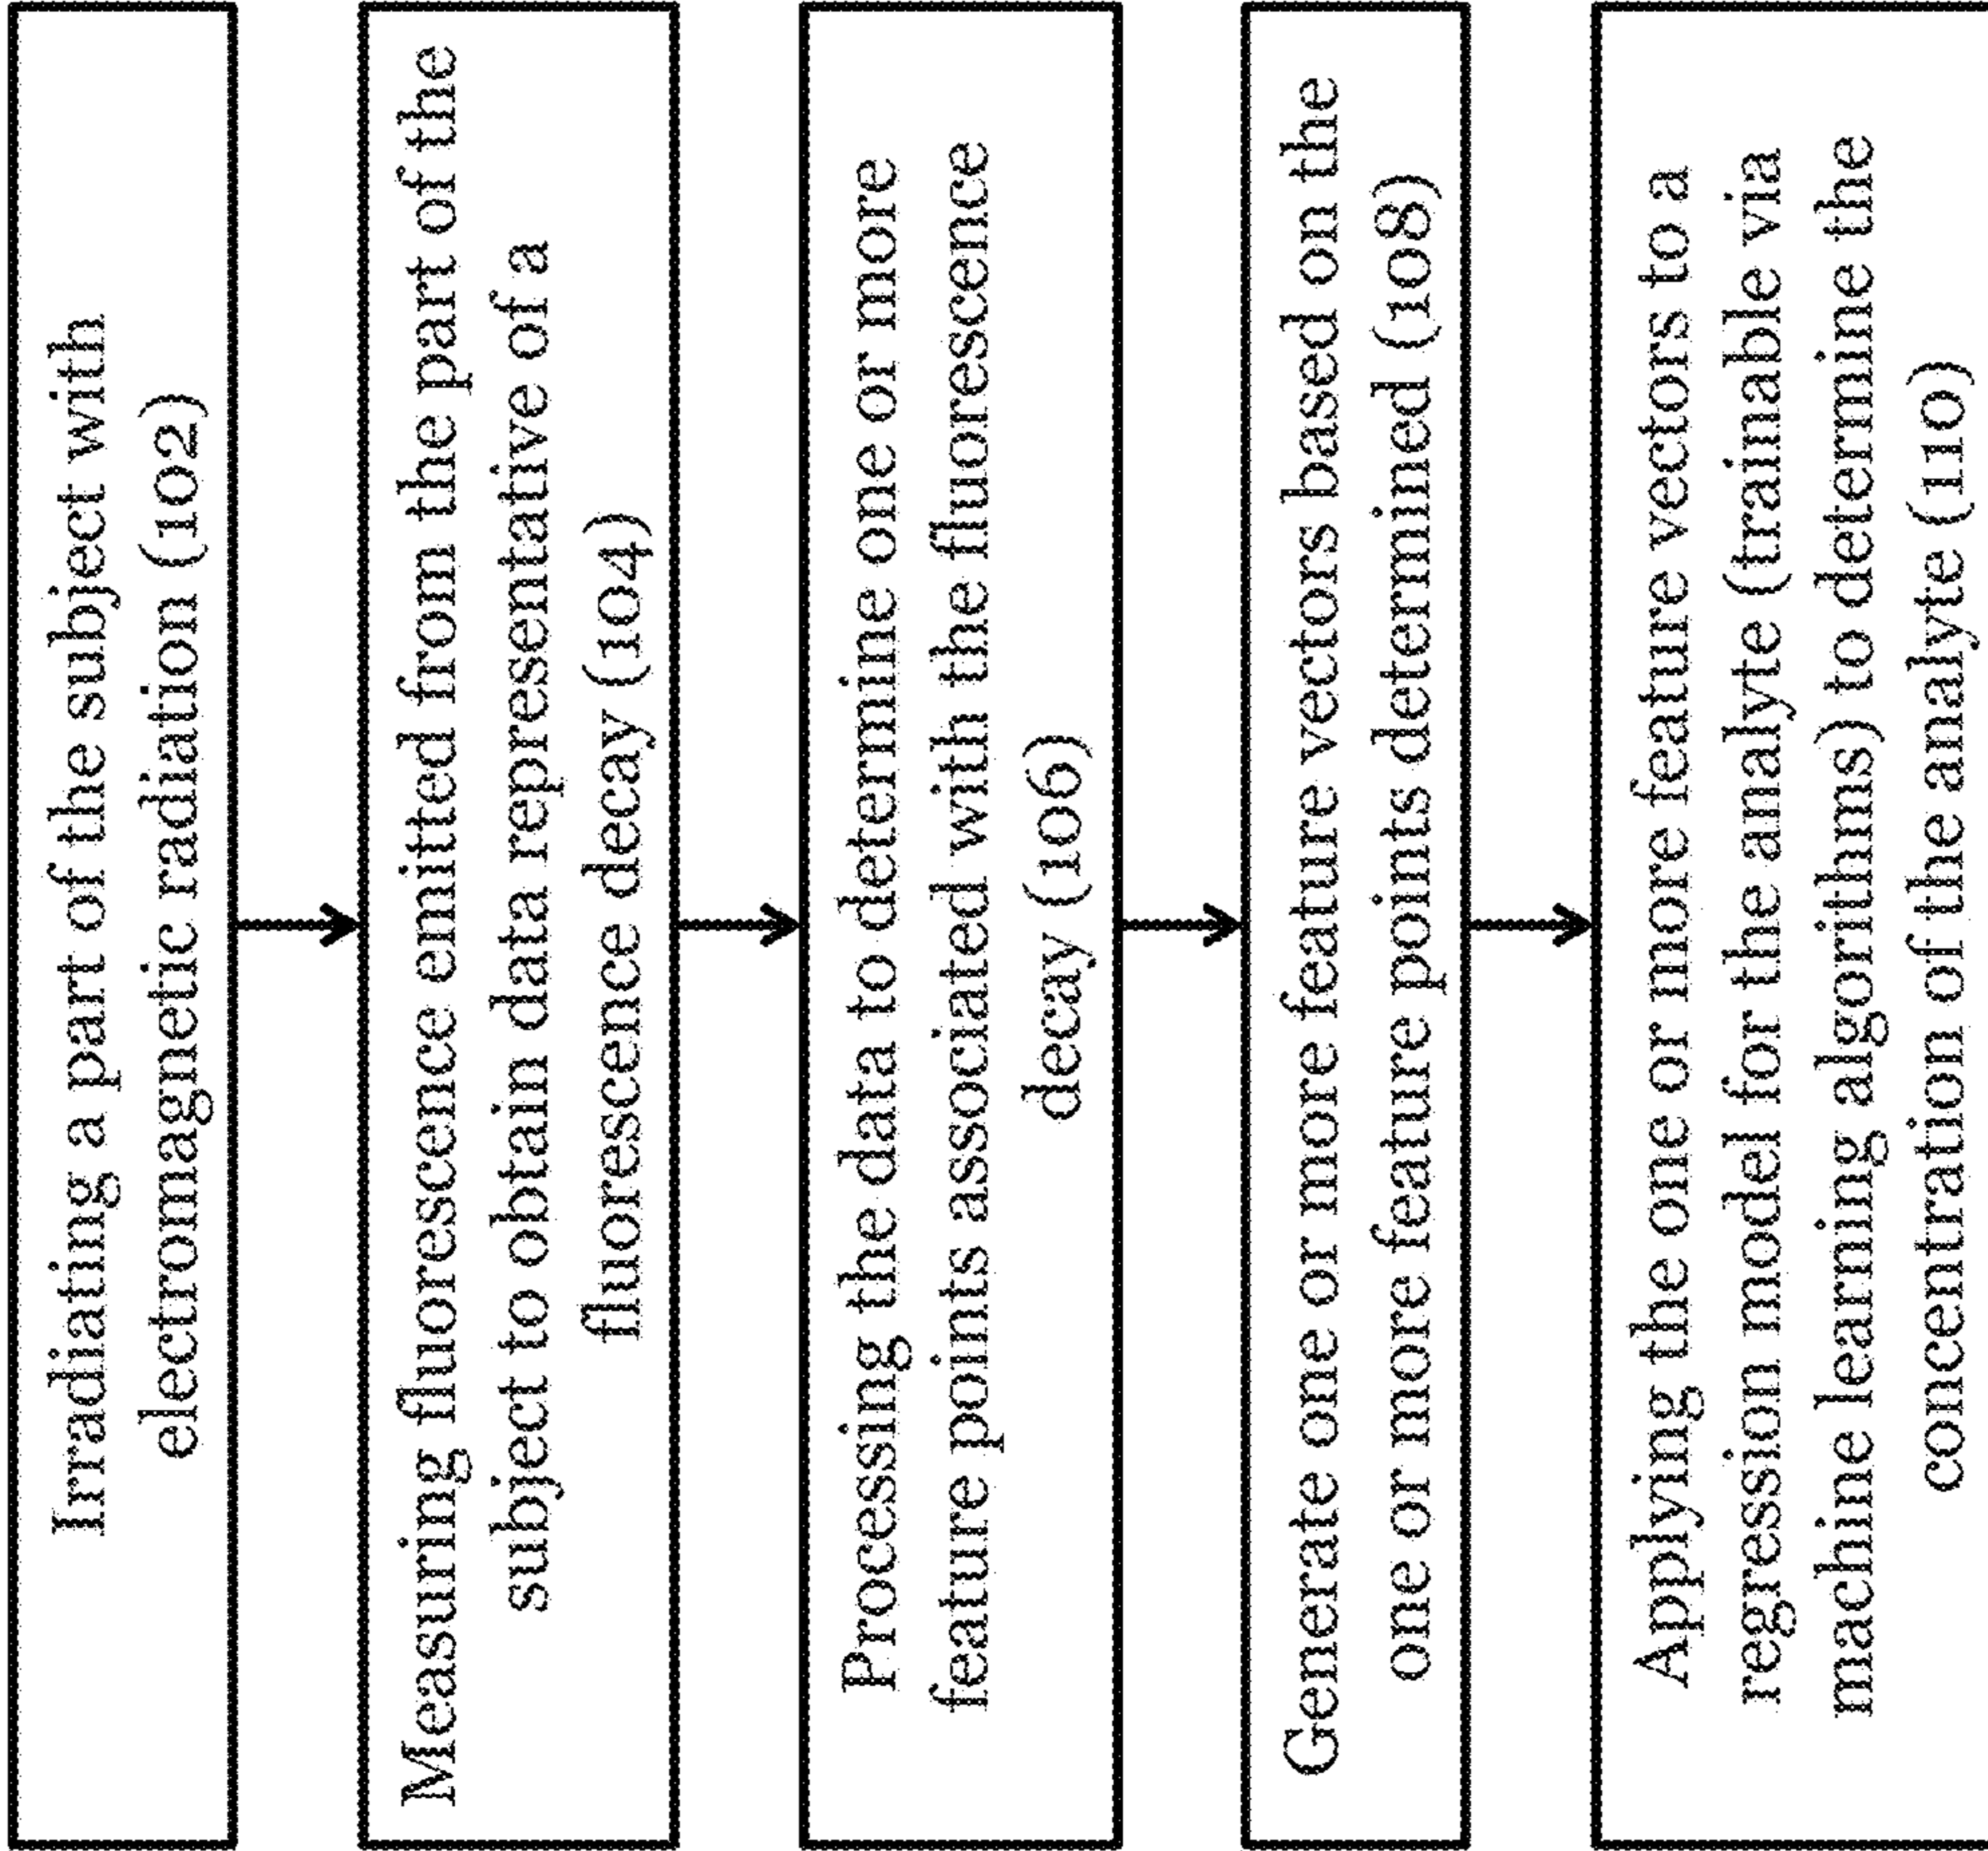 Irradiating a part of the subject with
electromagnetic radiation (102)
Measuring fluorescence emitted from the part of the
subject to obtain data representative of a
fluorescence decay (104)
Processing the data to determine one or more
feature points associated with the fluorescence
decay (106)
Generate one or more feature vectors based on the
one or more feature points determined (108)
Applying the one or more feature vectors to a
regression model for the analyte (trainable via
machine learning algorithms) to determine the
concentration of the analyte (110)